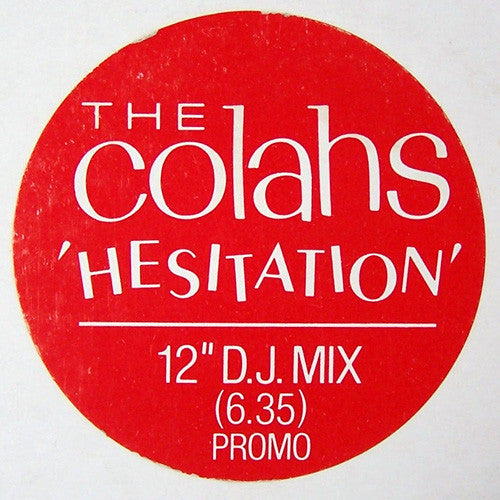 THE
colahs
'HESITATION'
12" D.J. MIX
(6.35)
PROMO